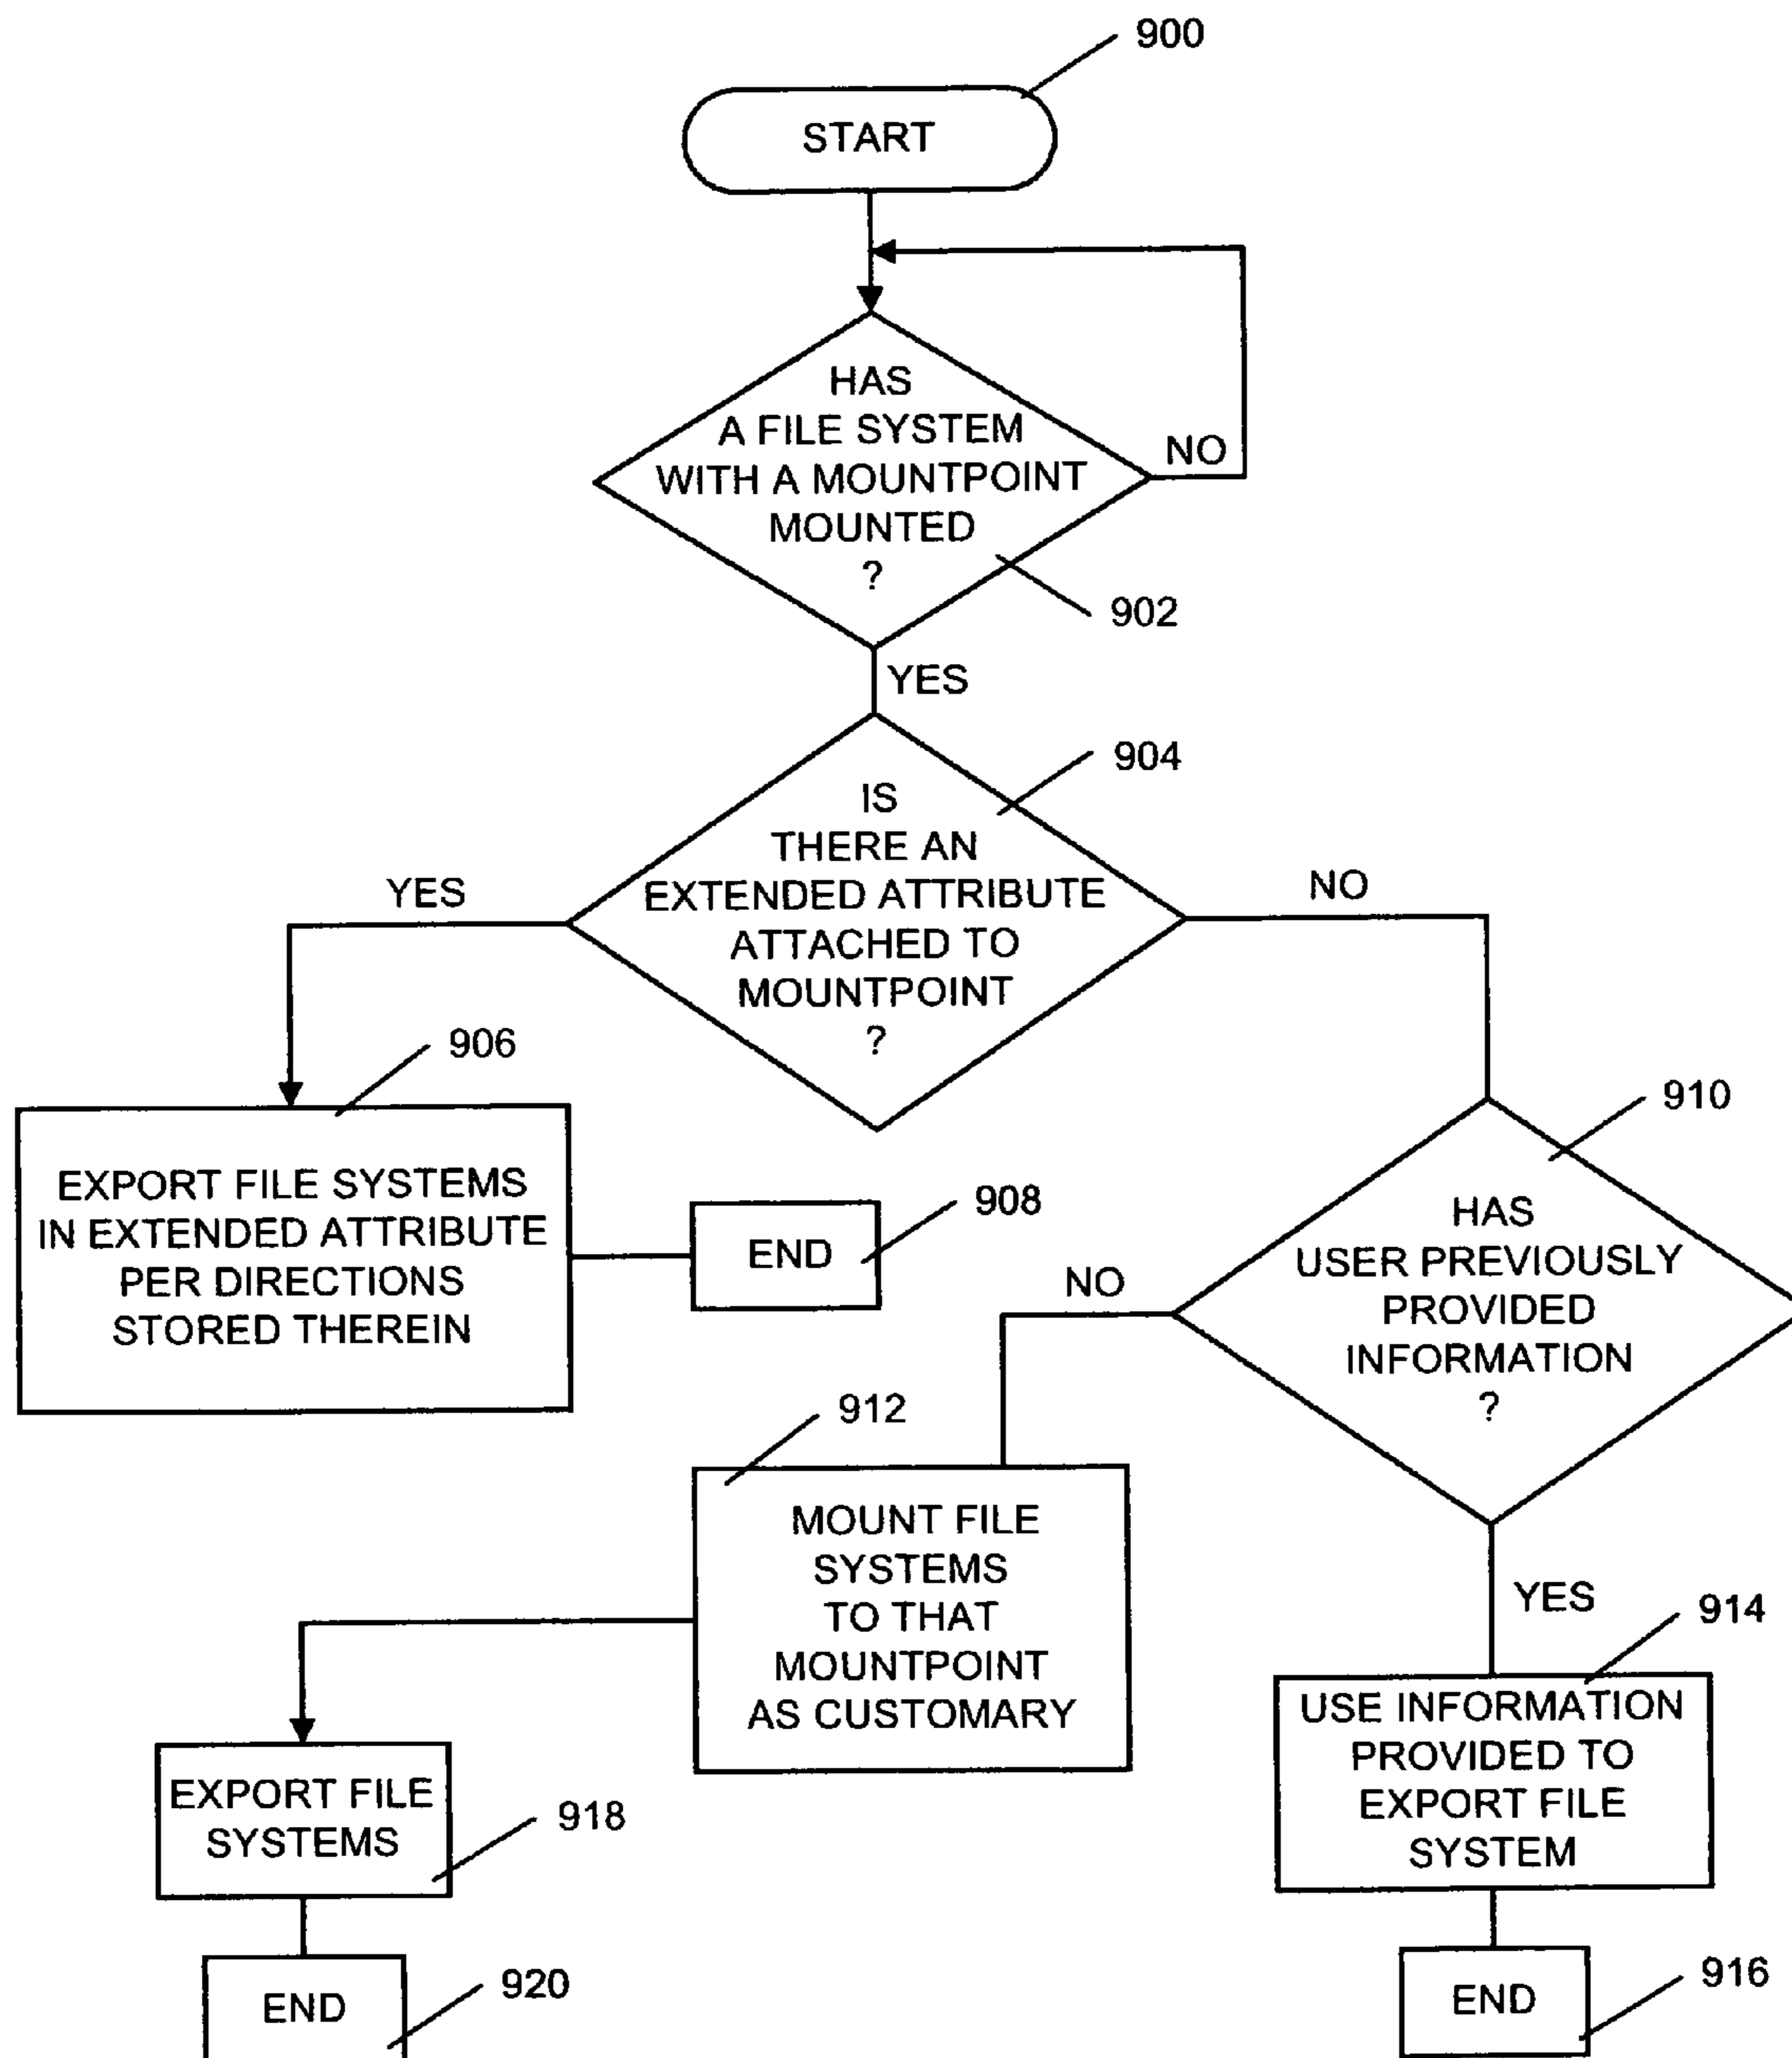 900
START
HAS
A FILE SYSTEM
WITH A MOUNTPOINT
MOUNTED
?
NO
902
YES
904
IS
THERE AN
EXTENDED ATTRIBUTE
ATTACHED TO
MOUNTPOINT
?
YES
NO
906
EXPORT FILE SYSTEMS
IN EXTENDED ATTRIBUTE
PER DIRECTIONS
STORED THEREIN
908
END
910
HAS
USER PREVIOUSLY
PROVIDED
INFORMATION
?
NO
YES
912
MOUNT FILE
SYSTEMS
TO THAT
MOUNTPOINT
AS CUSTOMARY
914
USE INFORMATION
PROVIDED TO
EXPORT FILE
SYSTEM
EXPORT FILE
SYSTEMS
918
END
920
END
916